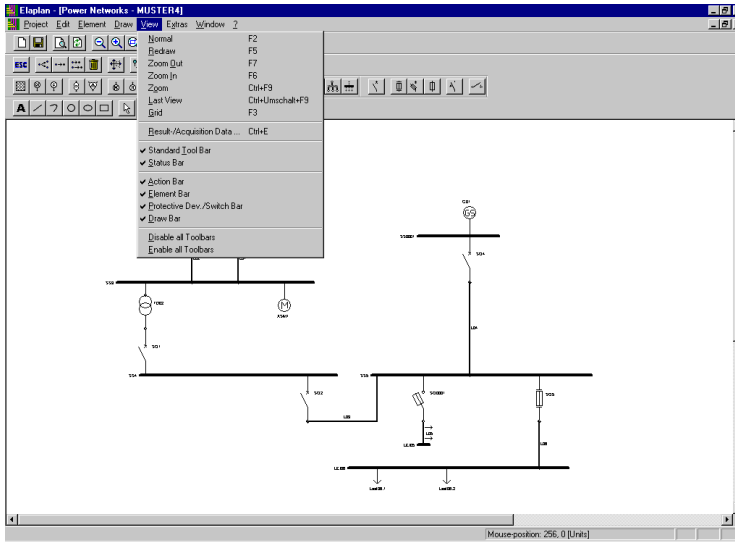 Elaplan - [Power Networks - MUSTER4]
Project Edit Element Draw View Extras Window ?
Normal F2
Redraw F5
Zoom Out F7
Zoom In F6
Zoom Ctrl+F9
Last View Ctrl+Umschalt+F9
Grid F3
Result-/Acquisition Data ... Ctrl+E
Standard Tool Bar
Status Bar
Action Bar
Element Bar
Protective Dev./Switch Bar
Draw Bar
Disable all Toolbars
Enable all Toolbars
ESC
A
GS
M
Mouse-position: 256, 0 [Units]